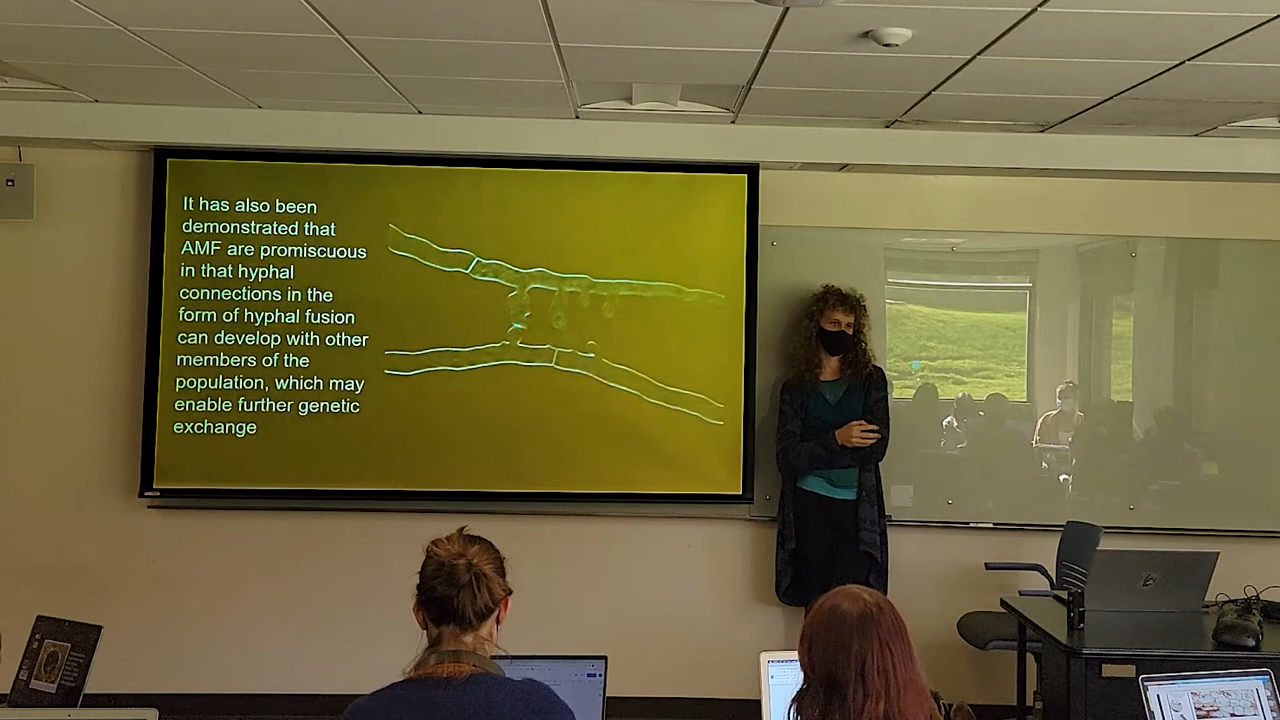 It has also been
demonstrated that
AMF are promiscuous
in that hyphal
connections in the
form of hyphal fusion
can develop with other
members of the
population, which may
enable further genetic
exchange